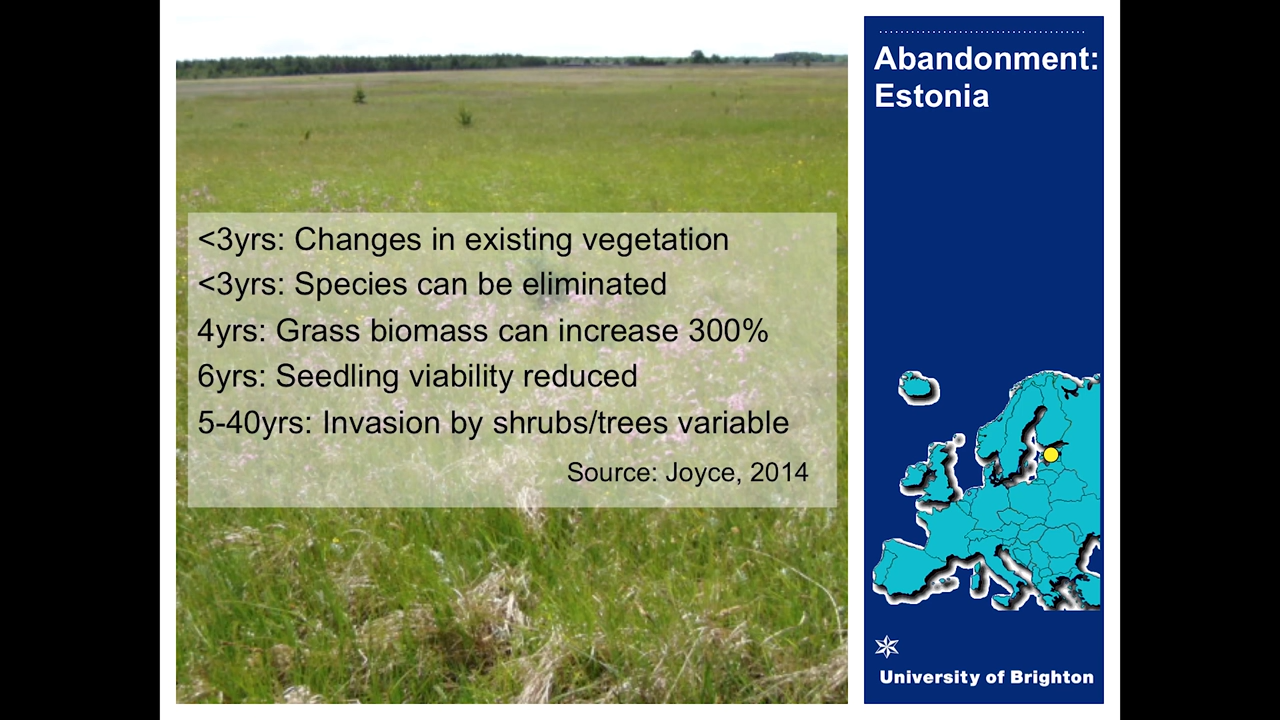 Abandonment:
Estonia
<3yrs: Changes in existing vegetation
<3yrs: Species can be eliminated
4yrs: Grass biomass can increase 300%
6yrs: Seedling viability reduced
5-40yrs: Invasion by shrubs/trees variable
Source: Joyce, 2014
University of Brighton